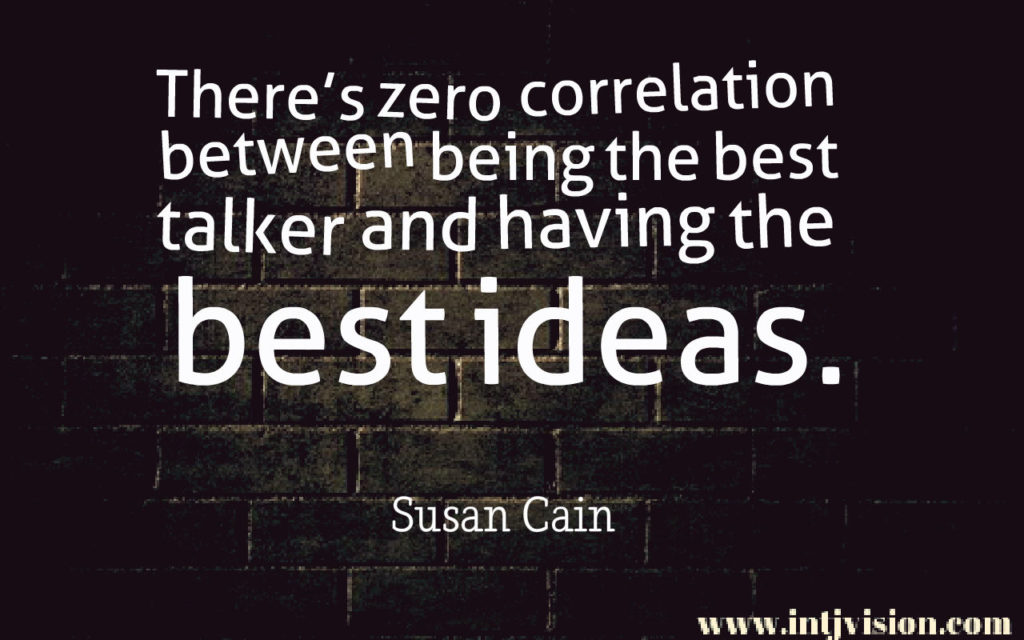 There's zero correlation
between being the best
talker and having the
best ideas.
Susan Cain
www.intjvision.com